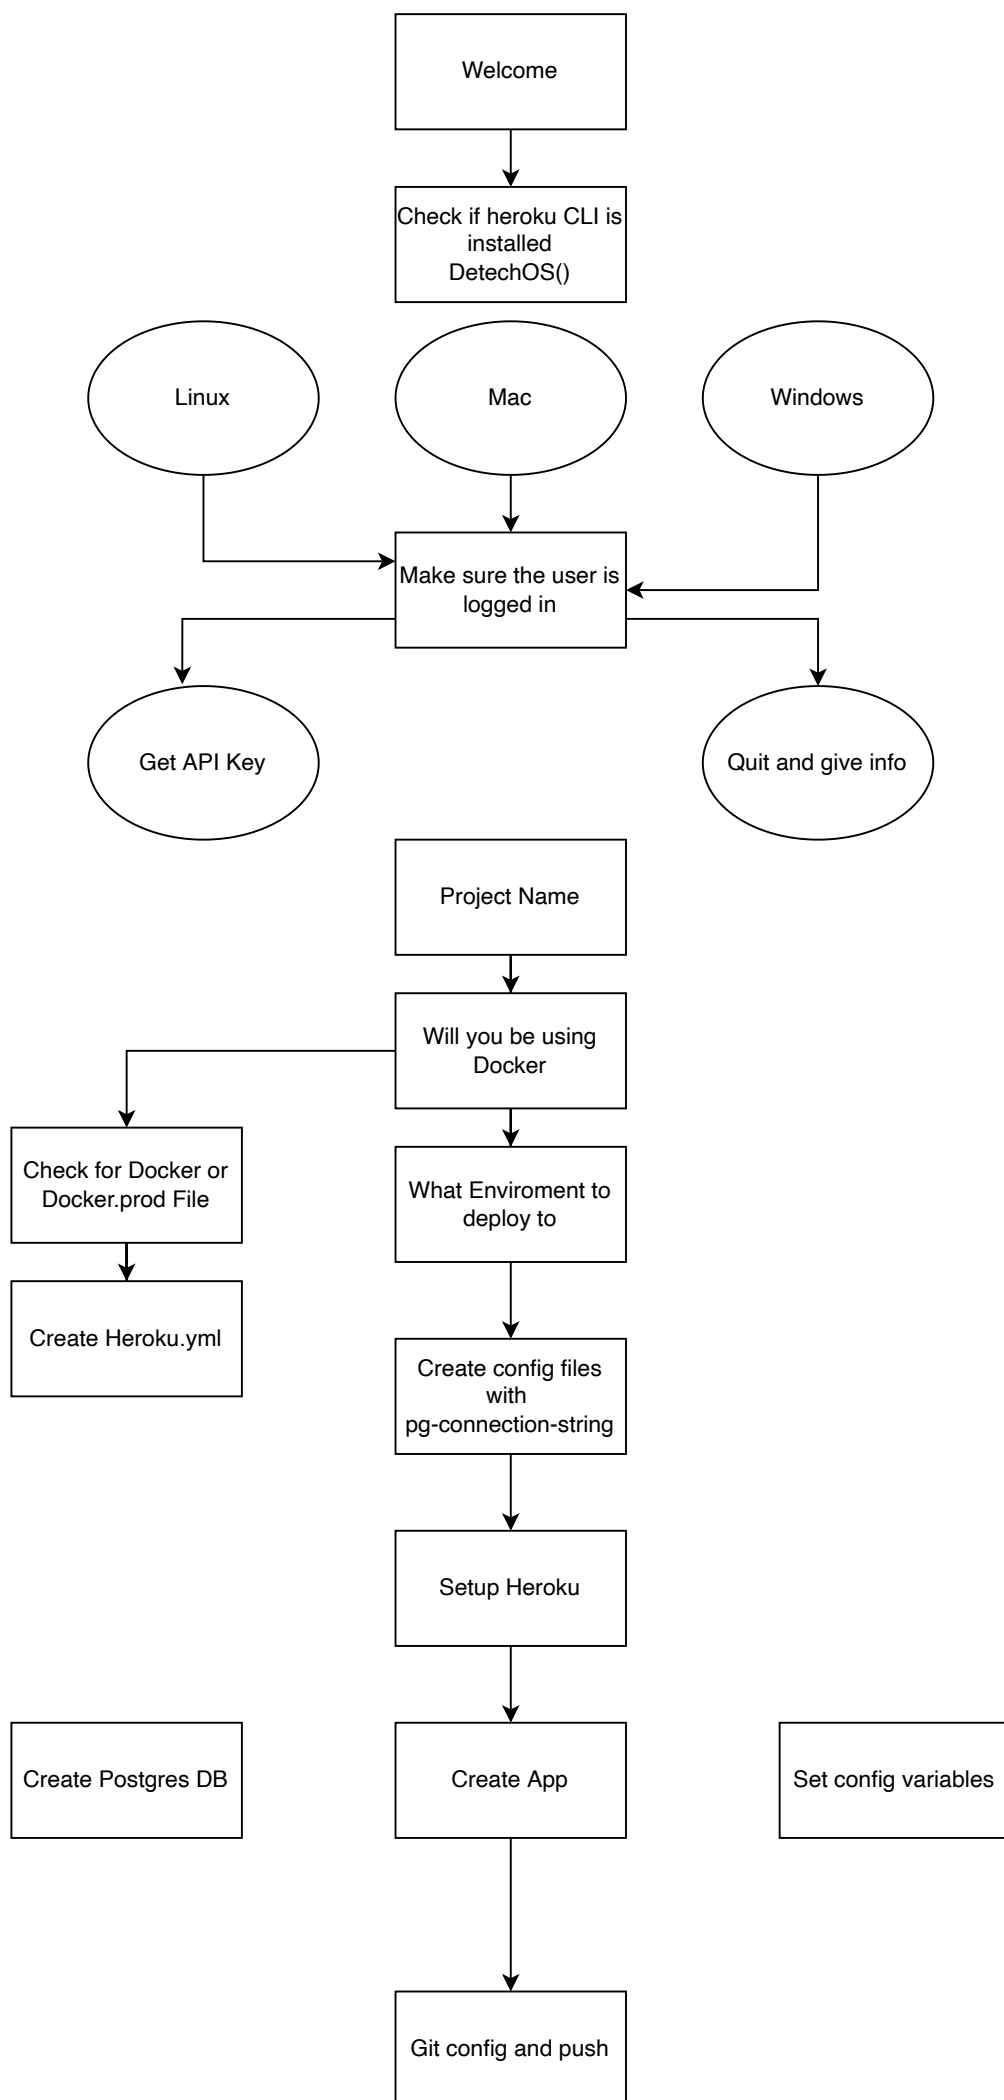 Welcome
Check if heroku CLI is
installed
DetechOS()
Linux
Mac
Windows
Make sure the user is
logged in
Get API Key
Quit and give info
Project Name
Will you be using
Docker
Check for Docker or
Docker.prod File
What Enviroment to
deploy to
Create Heroku.yml
Create config files
with
pg-connection-string
Setup Heroku
Create Postgres DB
Create App
Set config variables
Git config and push